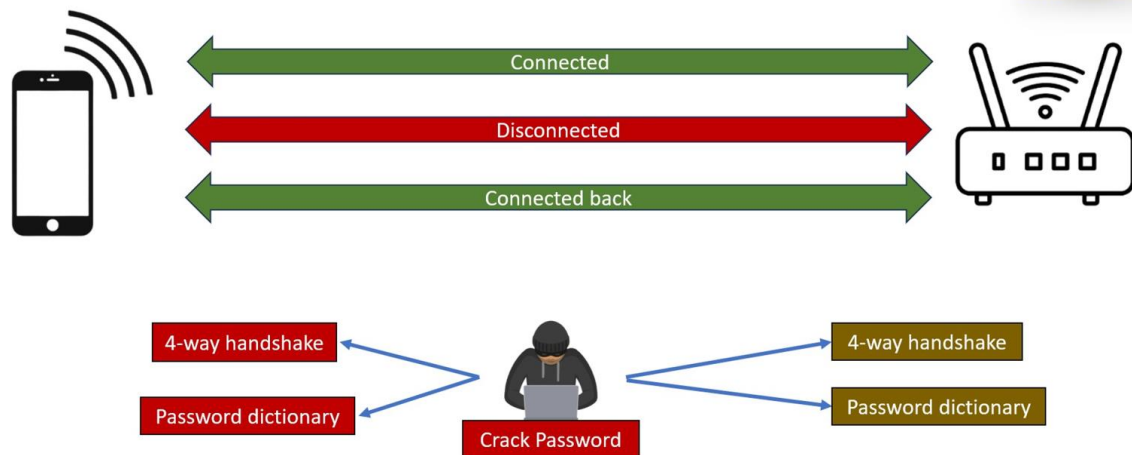 Connected
Disconnected
Connected back
4-way handshake
4-way handshake
Password dictionary
Password dictionary
Crack Password